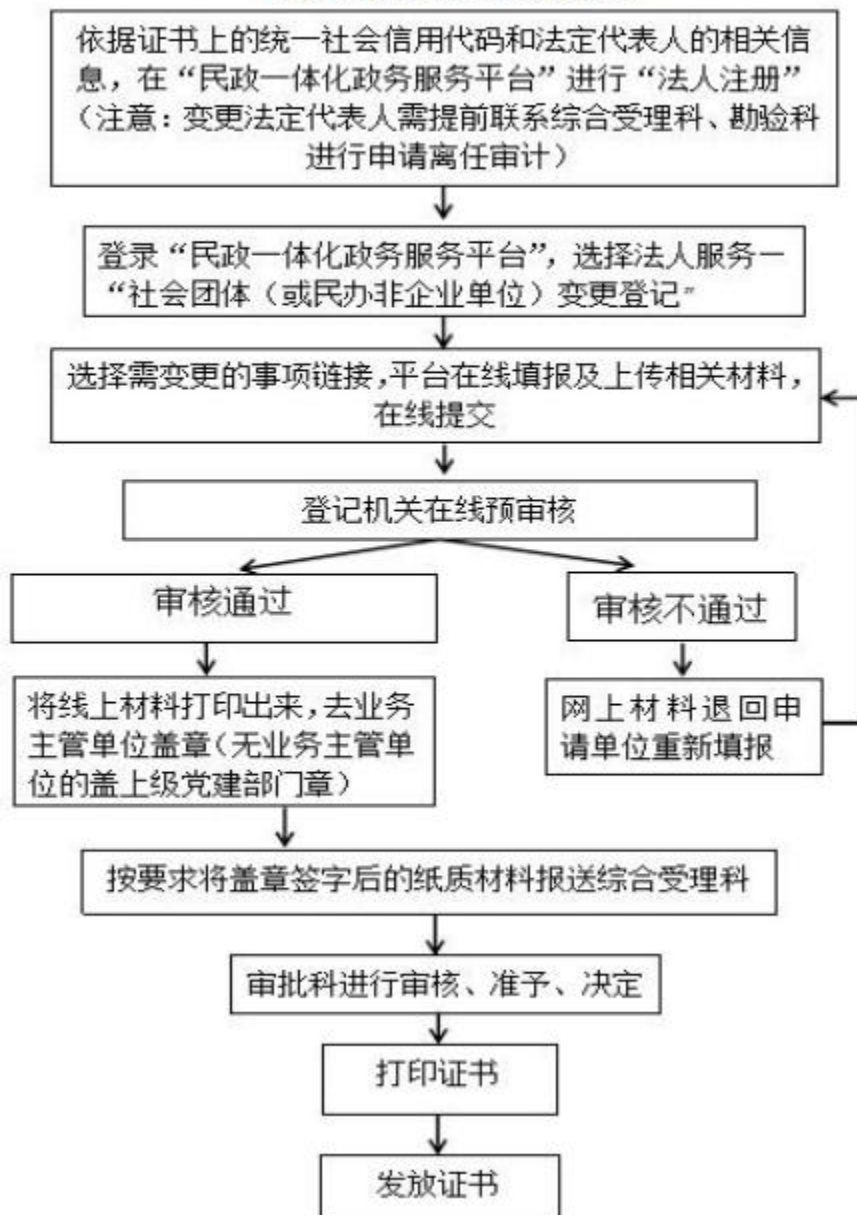 依据证书上的统一社会信用代码和法定代表人的相关信
息，在“民政一体化政务服务平台”进行“法人注册”
（注意：变更法定代表人需提前联系综合受理科、勘验科
进行申请离任审计）
登录“民政一体化政务服务平台”，选择法人服务—
“社会团体（或民办非企业单位）变更登记”
选择需变更的事项链接，平台在线填报及上传相关材料，
在线提交
登记机关在线预审核
审核通过
审核不通过
将线上材料打印出来，去业务
主管单位盖章（无业务主管单
位的盖上级党建部门章）
网上材料退回申
请单位重新填报
按要求将盖章签字后的纸质材料报送综合受理科
审批科进行审核、准予、决定
打印证书
发放证书